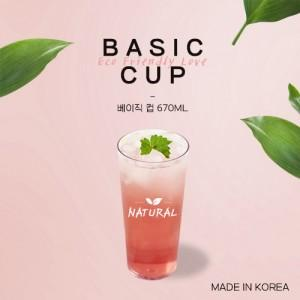 BASIC
Eco Friendly Love
CUP
베이직 컵 670ML
NATURAL
MADE IN KOREA